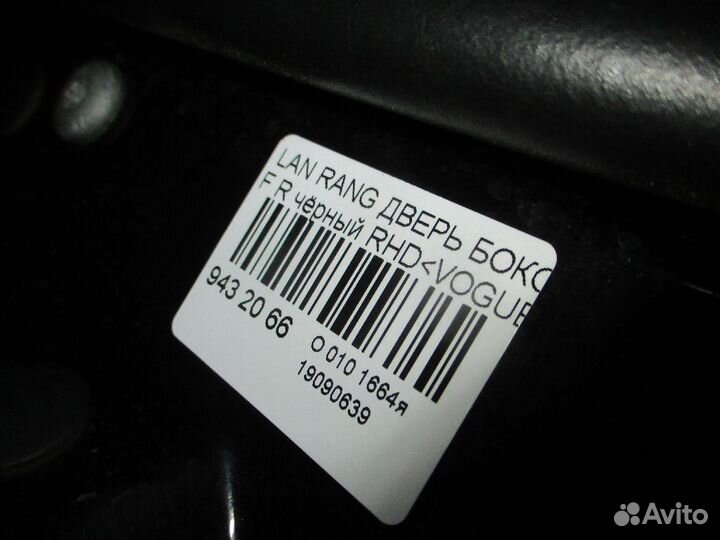 LAN RANG ДВЕРЬ БОКО
F R чёрный RHD<VOGUE
943 20 66
O 010 1664я
19090639
Avito